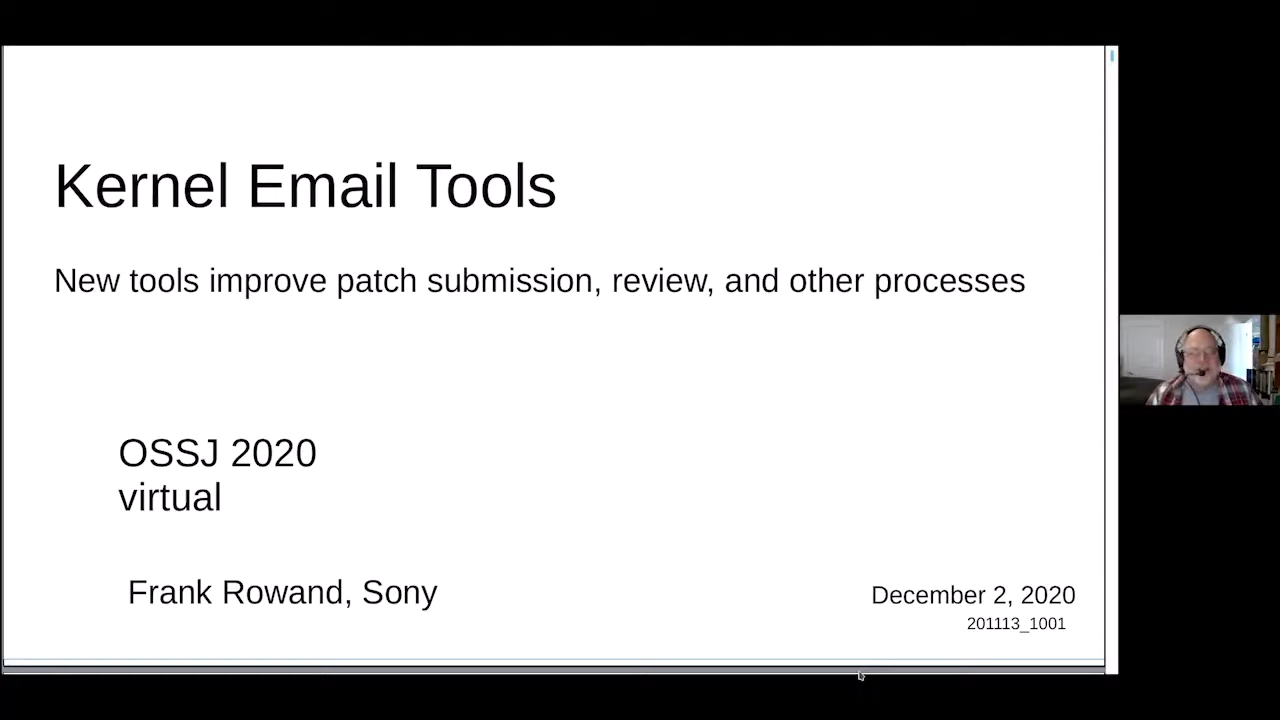 Kernel Email Tools
New tools improve patch submission, review, and other processes
OSSJ 2020
virtual
Frank Rowand, Sony
December 2, 2020
201113_1001